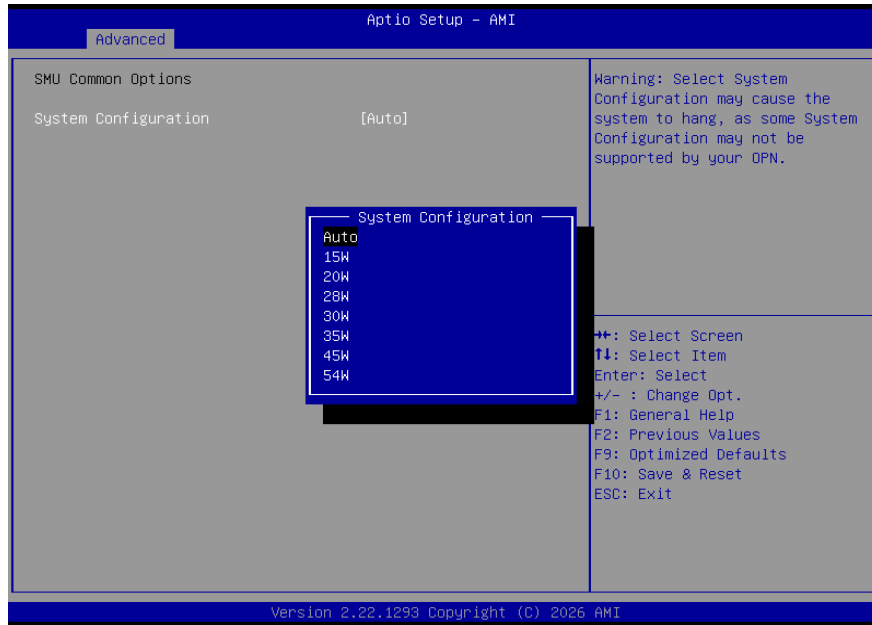 Aptio Setup - AMI
Advanced
SMU Common Options
System Configuration [Auto]
Warning: Select System
Configuration may cause the
system to hang, as some System
Configuration may not be
supported by your OPN.
System Configuration
Auto
15W
20W
28W
30W
35W
45W
54W
→←: Select Screen
↑↓: Select Item
Enter: Select
+/- : Change Opt.
F1: General Help
F2: Previous Values
F9: Optimized Defaults
F10: Save & Reset
ESC: Exit
Version 2.22.1293 Copyright (C) 2026 AMI